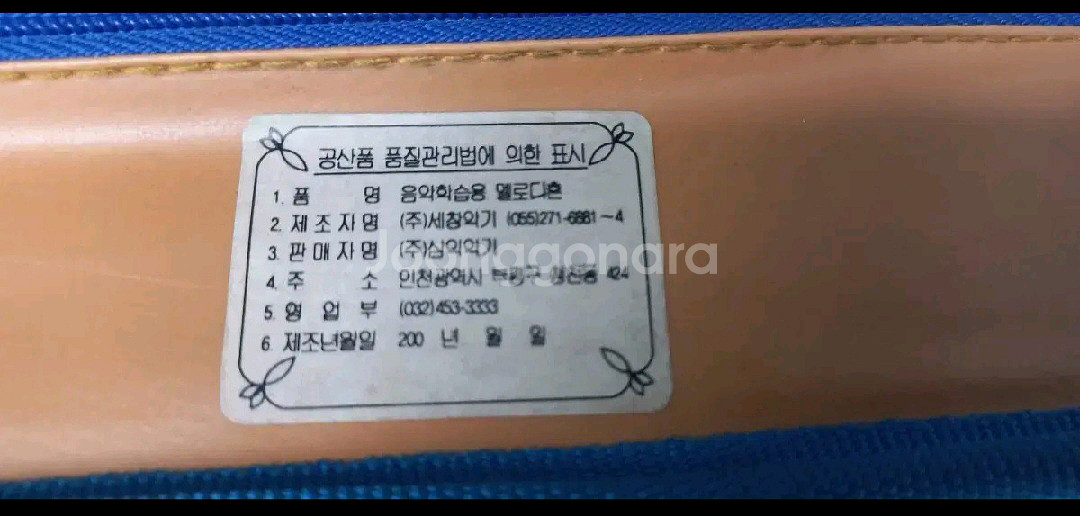 공산품 품질관리법에 의한 표시
1. 품 명 음악학습용 멜로디혼
2. 제조자명 (주)세창악기 (055)271-6881~4
3. 판매자명 (주)삼익악기
Joonggonara
4. 주 소 인천광역시 424
5. 영업부 (032)453-3333
6. 제조년월일 200 년 월 일